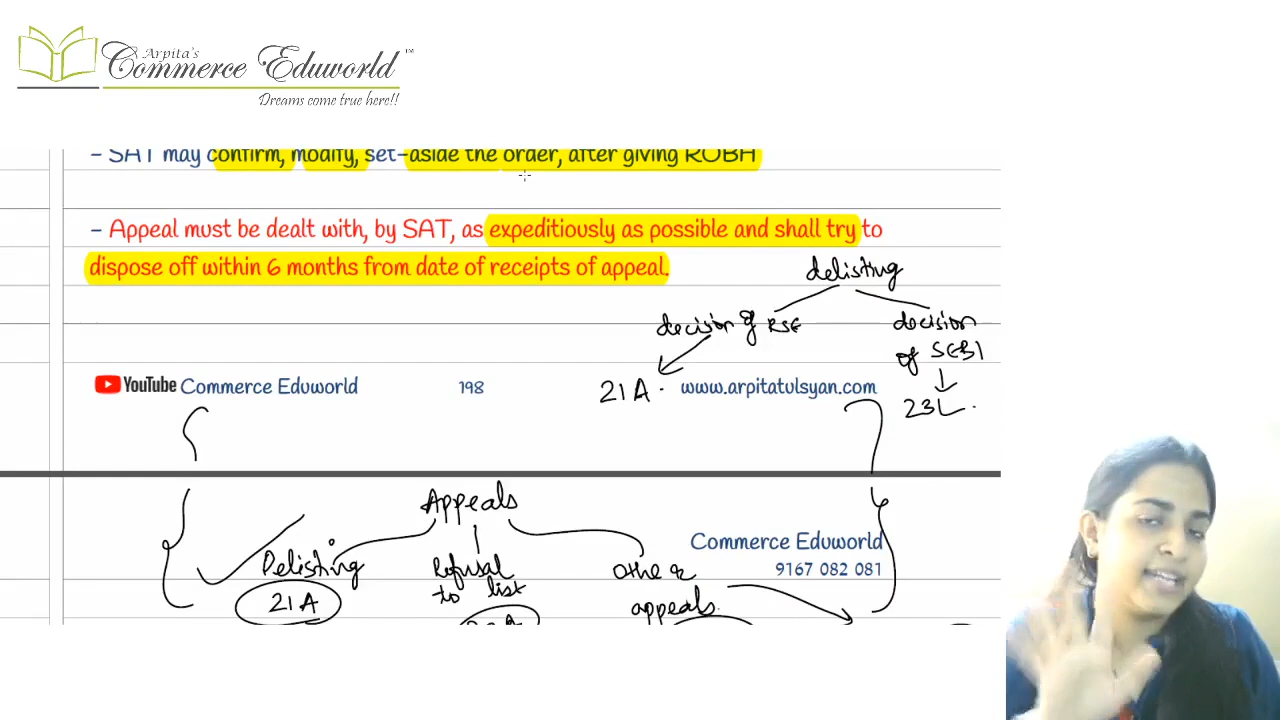 Arpita's
Commerce Eduworld™
Dreams come true here!!
- SAT may confirm, modify, set-aside the order, after giving ROBH
- Appeal must be dealt with, by SAT, as expeditiously as possible and shall try to
dispose off within 6 months from date of receipts of appeal.
delisting
decision of RSE
decision
of SEBI
21A
23L
YouTube Commerce Eduworld
198
www.arpitatulsyan.com
Appeals
Commerce Eduworld
9167 082 081
Delisting
21A
Refusal
to list
other
appeals